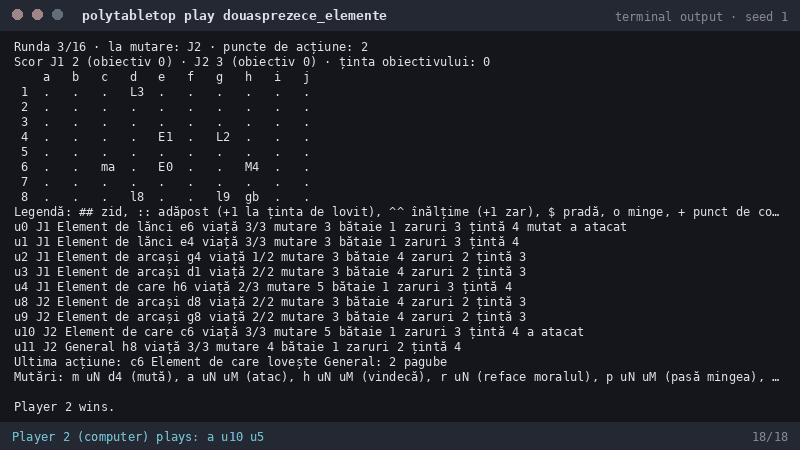 polytabletop play douasprezece_elemente
terminal output · seed 1
Runda 3/16 · la mutare: J2 · puncte de acțiune: 2
Scor J1 2 (obiectiv 0) · J2 3 (obiectiv 0) · ținta obiectivului: 0
a b c d e f g h i j
1 . . . L3 . . . . . .
2 . . . . . . . . . .
3 . . . . . . . . . .
4 . . . . E1 . L2 . . .
5 . . . . . . . . . .
6 . . ma . E0 . . M4 . .
7 . . . . . . . . . .
8 . . . l8 . . l9 gb . .
Legendă: ## zid, :: adăpost (+1 la ținta de lovit), ^^ înălțime (+1 zar), $ pradă, o minge, + punct de co…
u0 J1 Element de lănci e6 viață 3/3 mutare 3 bătaie 1 zaruri 3 țintă 4 mutat a atacat
u1 J1 Element de lănci e4 viață 3/3 mutare 3 bătaie 1 zaruri 3 țintă 4
u2 J1 Element de arcași g4 viață 1/2 mutare 3 bătaie 4 zaruri 2 țintă 3
u3 J1 Element de arcași d1 viață 2/2 mutare 3 bătaie 4 zaruri 2 țintă 3
u4 J1 Element de care h6 viață 2/3 mutare 5 bătaie 1 zaruri 3 țintă 4
u8 J2 Element de arcași d8 viață 2/2 mutare 3 bătaie 4 zaruri 2 țintă 3
u9 J2 Element de arcași g8 viață 2/2 mutare 3 bătaie 4 zaruri 2 țintă 3
u10 J2 Element de care c6 viață 3/3 mutare 5 bătaie 1 zaruri 3 țintă 4 a atacat
u11 J2 General h8 viață 3/3 mutare 4 bătaie 1 zaruri 2 țintă 4
Ultima acțiune: c6 Element de care lovește General: 2 pagube
Mutări: m uN d4 (mută), a uN uM (atac), h uN uM (vindecă), r uN (reface moralul), p uN uM (pasă mingea), …
Player 2 wins.
Player 2 (computer) plays: a u10 u5
18/18